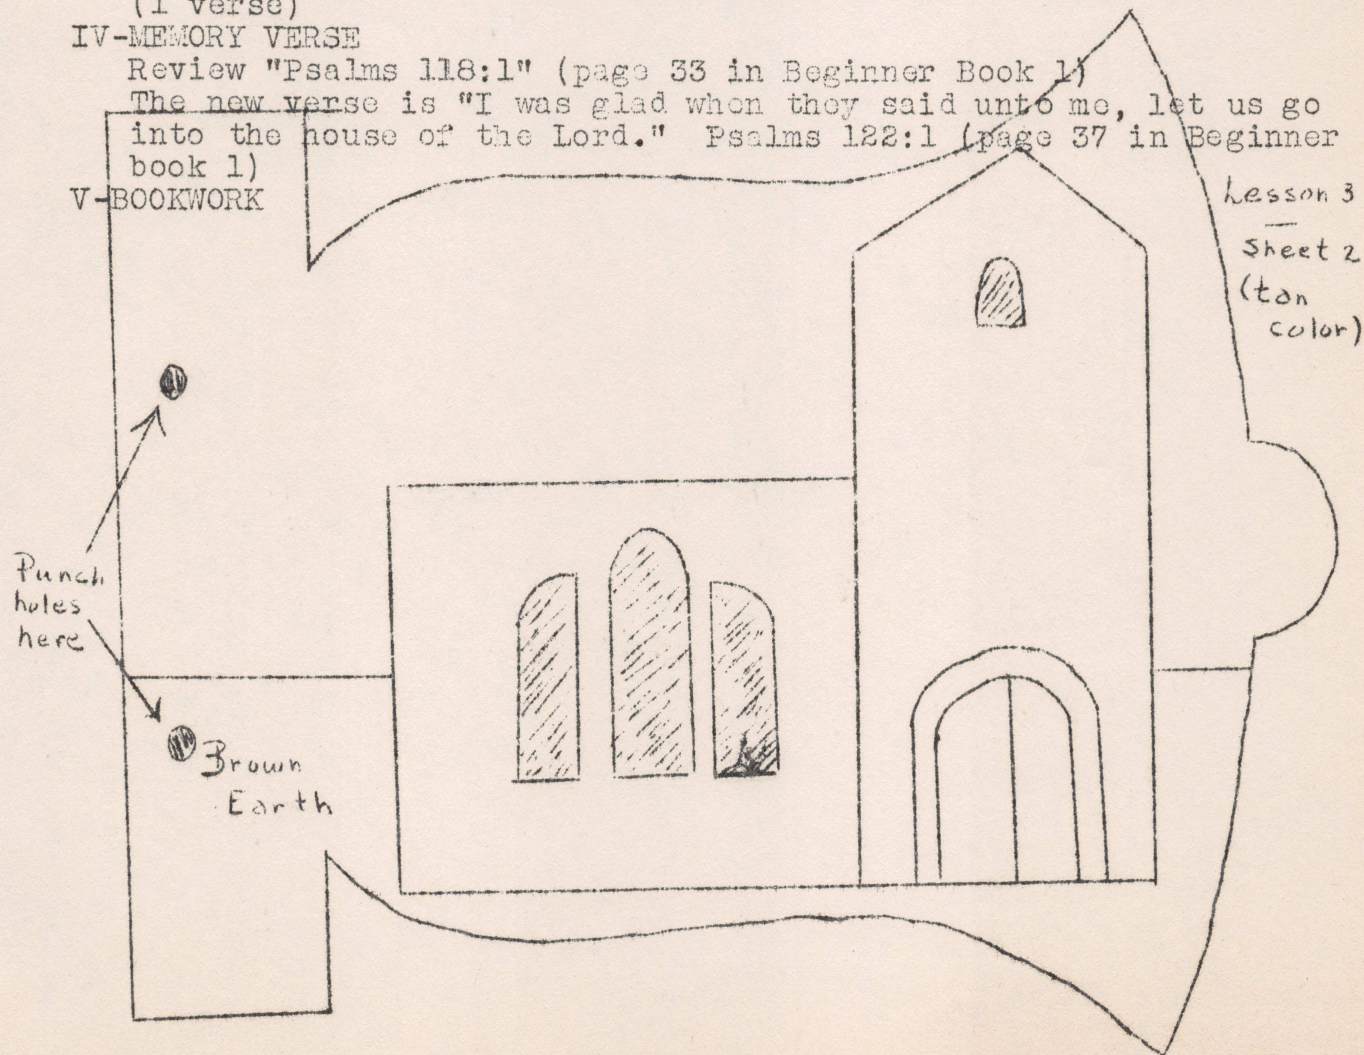 (1 verse)
IV-MEMORY VERSE
Review "Psalms 118:1" (page 33 in Beginner Book 1)
The new verse is "I was glad when they said unto me, let us go
into the house of the Lord." Psalms 122:1 (page 37 in Beginner
book 1)
V-BOOKWORK
Lesson 3
—
Sheet 2
(tan
color)
Punch
holes
here
Brown
Earth